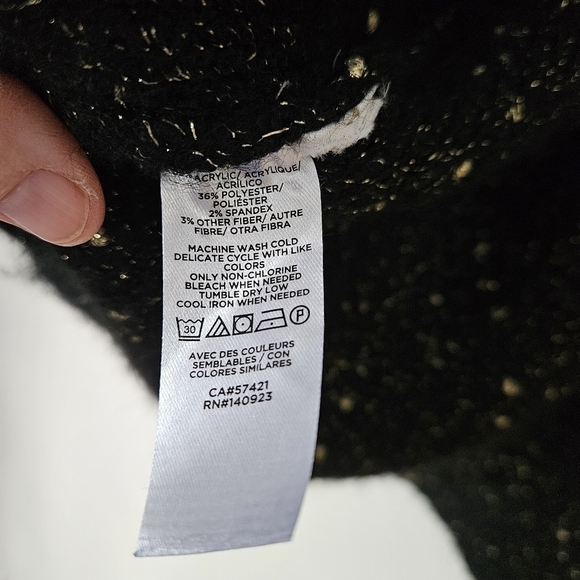 ACRYLIC/ ACRYLIQUE/
ACRÍLICO
36% POLYESTER/
POLIÉSTER
2% SPANDEX
3% OTHER FIBER/ AUTRE
FIBRE/ OTRA FIBRA
MACHINE WASH COLD
DELICATE CYCLE WITH LIKE
COLORS
ONLY NON-CHLORINE
BLEACH WHEN NEEDED
TUMBLE DRY LOW
COOL IRON WHEN NEEDED
30 P
AVEC DES COULEURS
SEMBLABLES / CON
COLORES SIMILARES
CA#57421
RN#140923